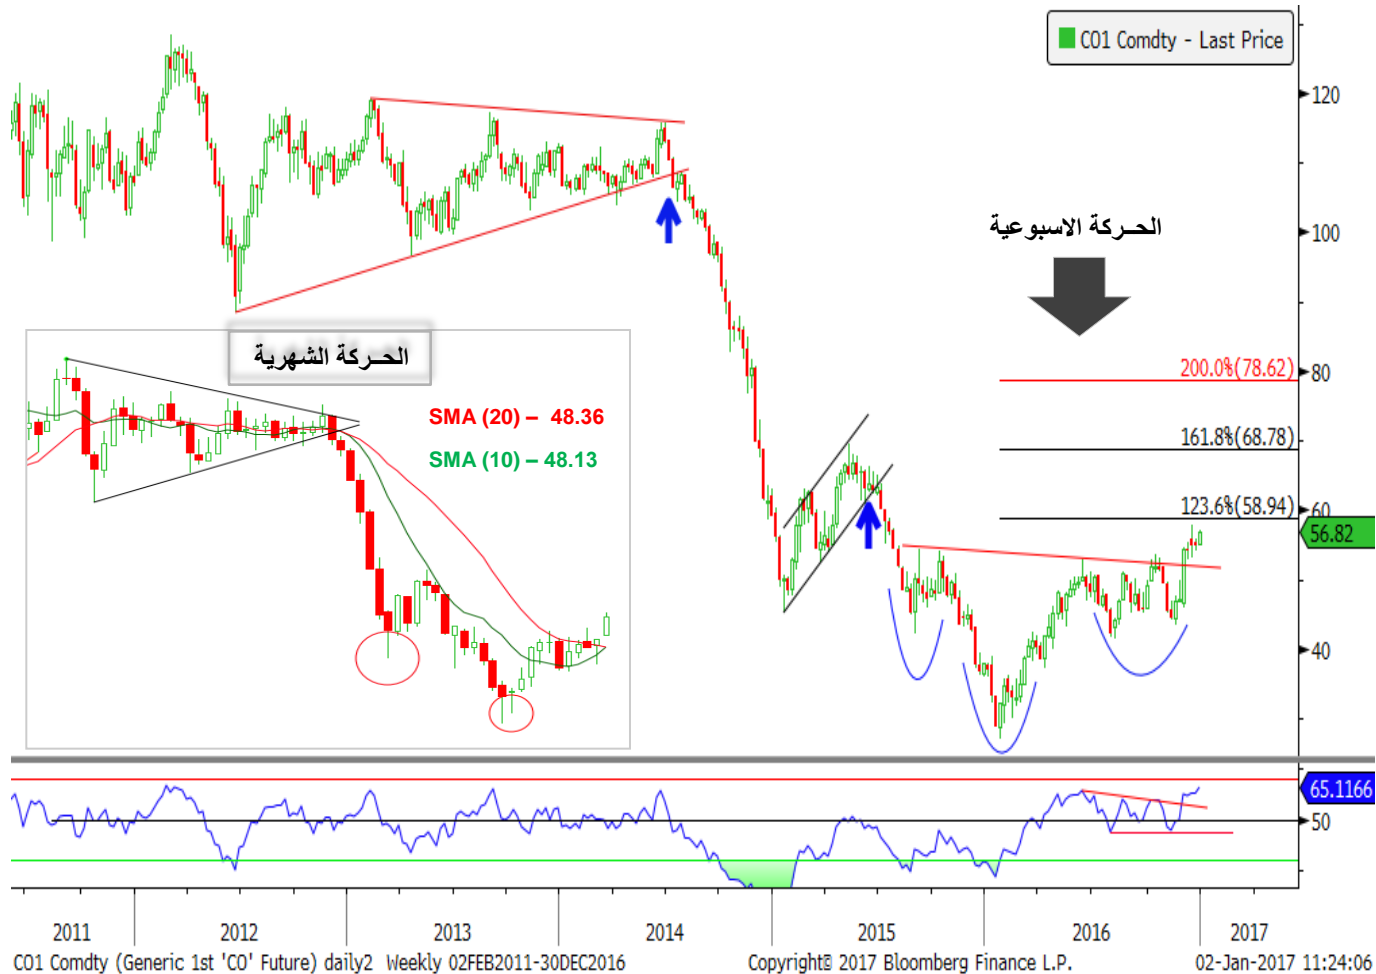 CO1 Comdty - Last Price
120
الحــركة الاسبوعية
100
الحــركة الشهرية
200.0%(78.62)
80
SMA (20) – 48.36
161.8%(68.78)
SMA (10) – 48.13
123.6%(58.94)
60
56.82
40
65.1166
50
2011 2012 2013 2014 2015 2016 2017
CO1 Comdty (Generic 1st 'CO' Future) daily2 Weekly 02FEB2011-30DEC2016 Copyright© 2017 Bloomberg Finance L.P. 02-Jan-2017 11:24:06